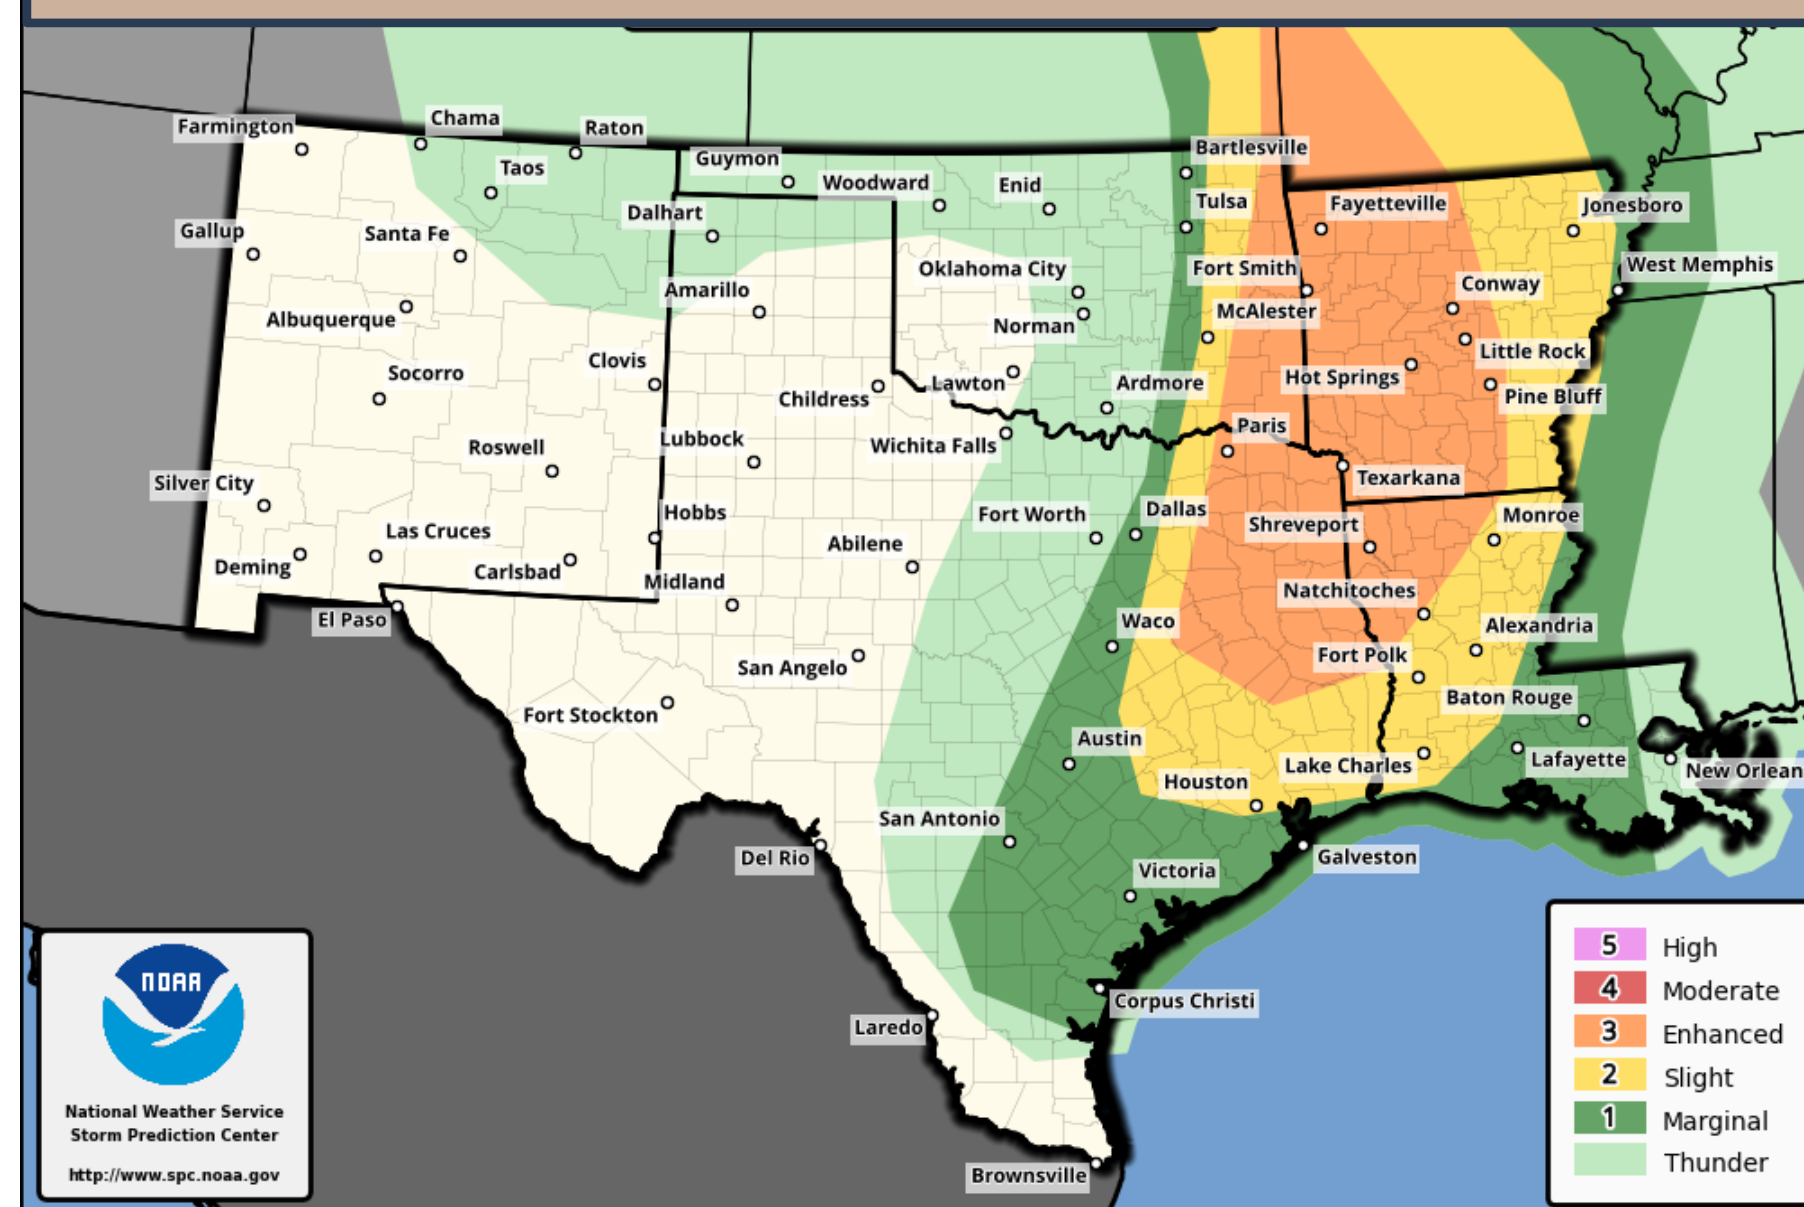 Farmington
Chama
Raton
Taos
Guymon
Woodward
Enid
Bartlesville
Tulsa
Fayetteville
Jonesboro
Gallup
Santa Fe
Dalhart
Oklahoma City
Fort Smith
West Memphis
Conway
Albuquerque
Amarillo
Norman
McAlester
Little Rock
Socorro
Clovis
Childress
Lawton
Ardmore
Hot Springs
Pine Bluff
Roswell
Lubbock
Wichita Falls
Paris
Silver City
Texarkana
Las Cruces
Hobbs
Fort Worth
Dallas
Shreveport
Monroe
Deming
Carlsbad
Midland
Abilene
Natchitoches
El Paso
Waco
Alexandria
San Angelo
Fort Polk
Fort Stockton
Baton Rouge
Austin
Houston
Lake Charles
Lafayette
New Orlean
San Antonio
Del Rio
Victoria
Galveston
Laredo
Corpus Christi
Brownsville
NOAA
National Weather Service
Storm Prediction Center
http://www.spc.noaa.gov
5 High
4 Moderate
3 Enhanced
2 Slight
1 Marginal
Thunder